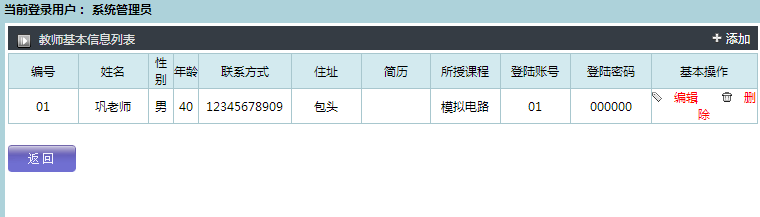 当前登录用户： 系统管理员
教师基本信息列表 + 添加
编号 姓名 性别 年龄 联系方式 住址 简历 所授课程 登陆账号 登陆密码 基本操作
01 巩老师 男 40 12345678909 包头 模拟电路 01 000000 编辑 删除
返回